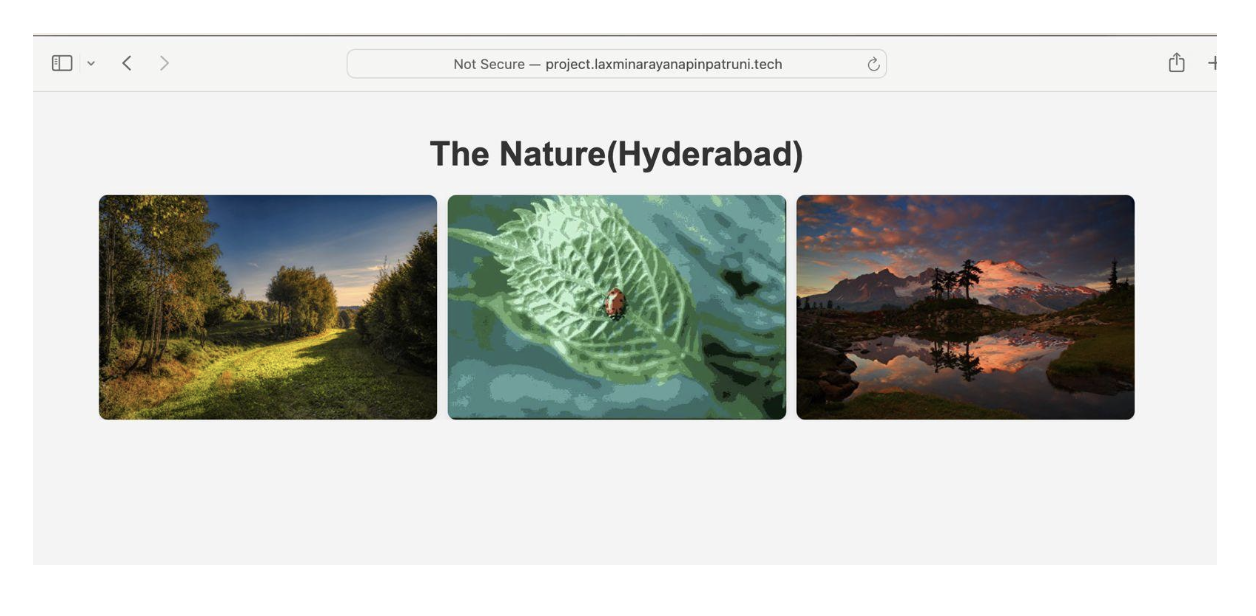 Not Secure — project.laxminarayanapinpatruni.tech
The Nature(Hyderabad)